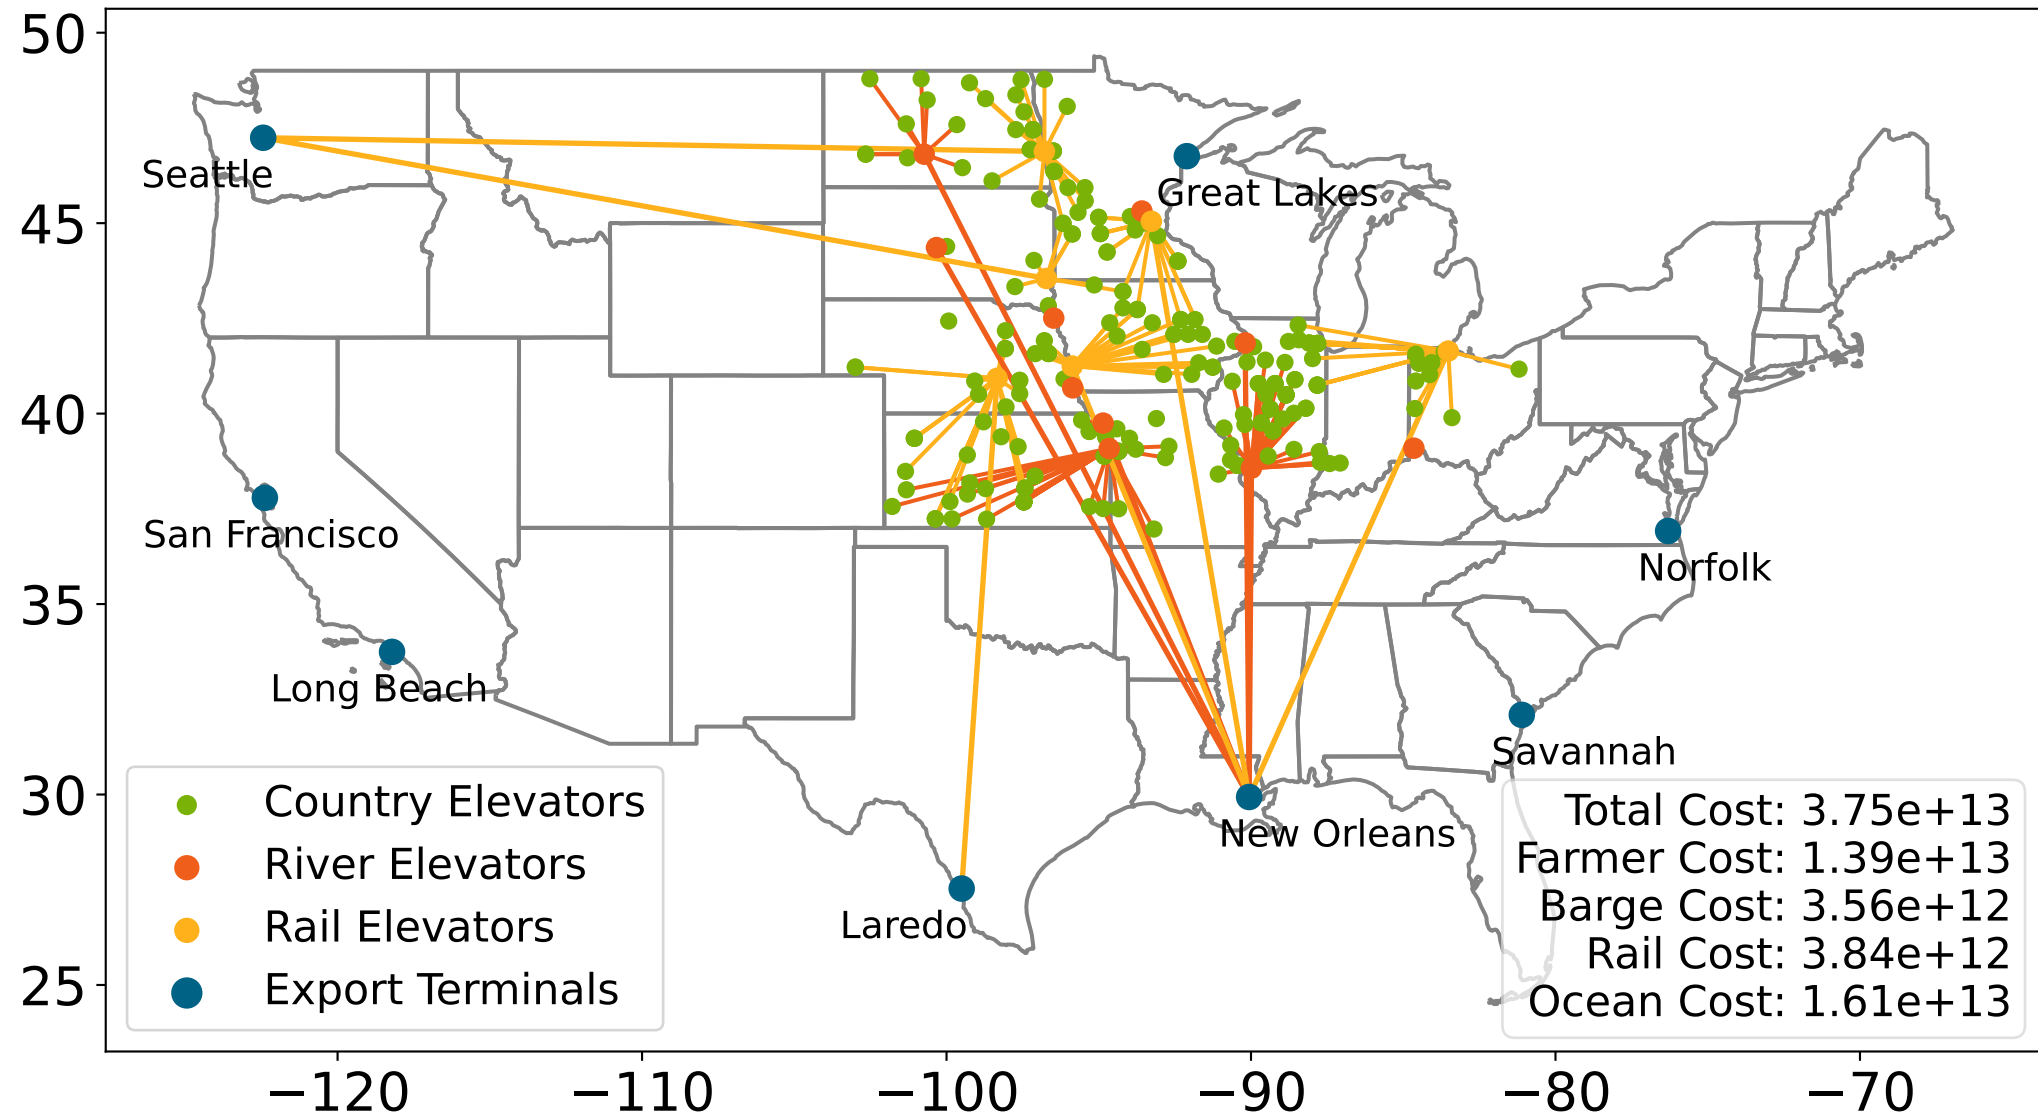 50
45
40
35
30
25
Seattle
Great Lakes
San Francisco
Norfolk
Long Beach
Savannah
New Orleans
Laredo
Country Elevators
River Elevators
Rail Elevators
Export Terminals
Total Cost: 3.75e+13
Farmer Cost: 1.39e+13
Barge Cost: 3.56e+12
Rail Cost: 3.84e+12
Ocean Cost: 1.61e+13
−120
−110
−100
−90
−80
−70